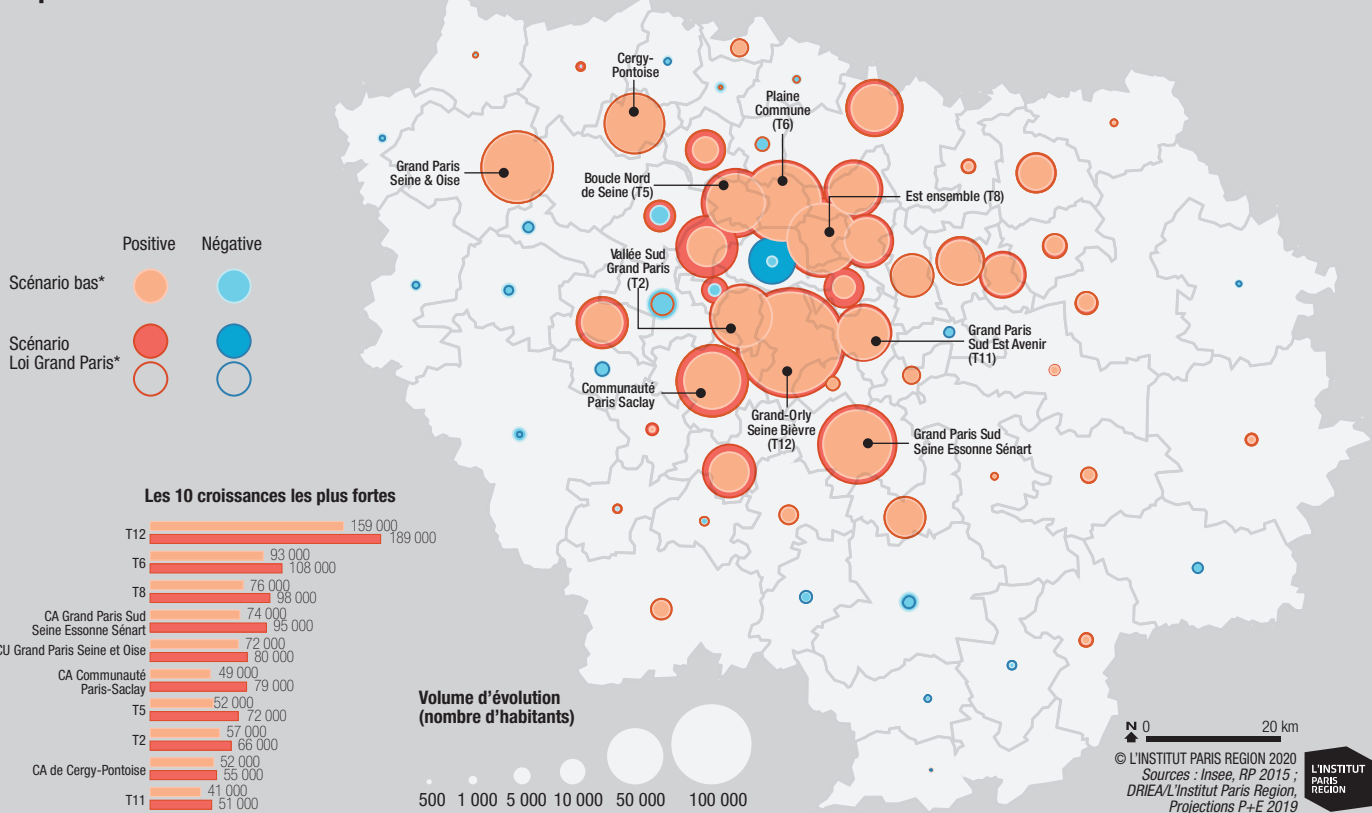 Cergy-
Pontoise
Plaine
Commune
(T6)
Grand Paris
Seine & Oise
Boucle Nord
de Seine (T5)
Est ensemble (T8)
Vallée Sud
Grand Paris
(T2)
Grand Paris
Sud Est Avenir
(T11)
Communauté
Paris Saclay
Grand-Orly
Seine Bièvre
(T12)
Grand Paris Sud
Seine Essonne Sénart
Positive Négative
Scénario bas*
Scénario
Loi Grand Paris*
Les 10 croissances les plus fortes
T12 159 000
189 000
T6 93 000
108 000
T8 76 000
98 000
CA Grand Paris Sud
Seine Essonne Sénart 74 000
95 000
CU Grand Paris Seine et Oise 72 000
80 000
CA Communauté
Paris-Saclay 49 000
79 000
T5 52 000
72 000
T2 57 000
66 000
CA de Cergy-Pontoise 52 000
55 000
T11 41 000
51 000
Volume d'évolution
(nombre d'habitants)
500 1 000 5 000 10 000 50 000 100 000
N 0 20 km
© L'INSTITUT PARIS REGION 2020
Sources : Insee, RP 2015 ;
DRIEA/L'Institut Paris Region,
Projections P+E 2019
L'INSTITUT
PARIS
REGION